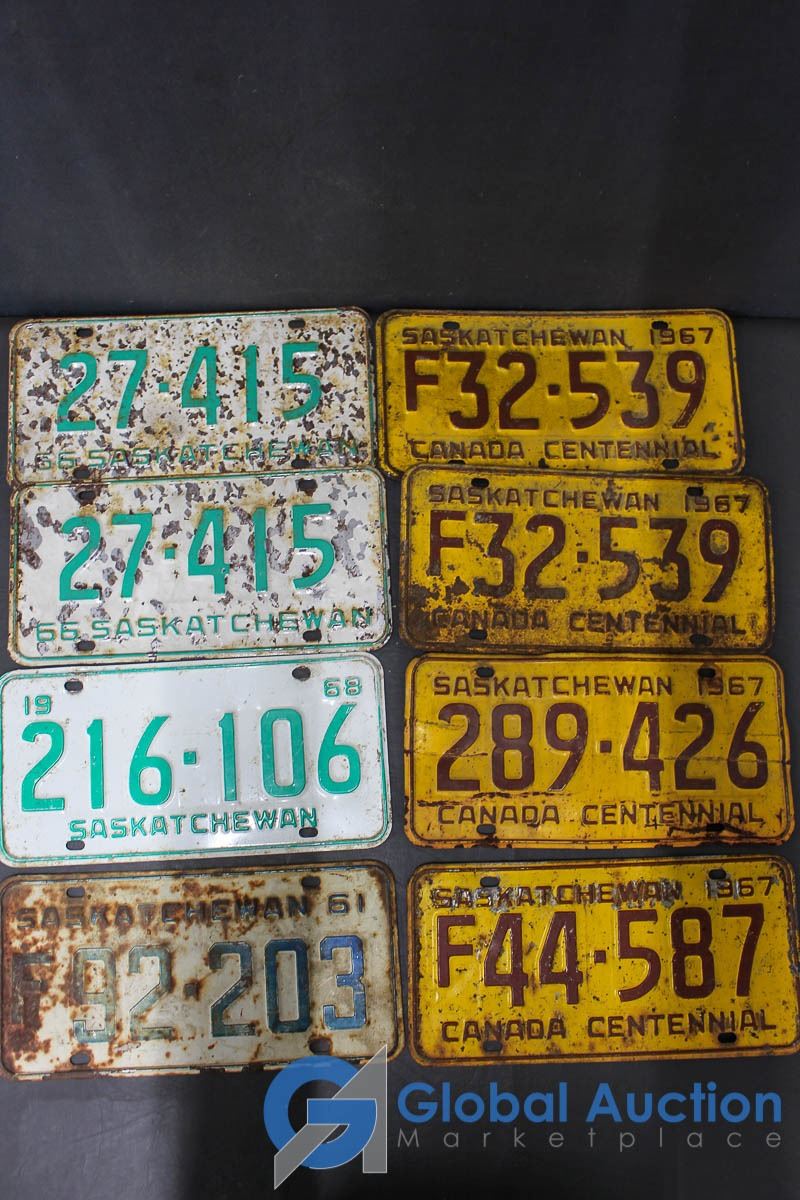 27·415
66 SASKATCHEWAN
27·415
66 SASKATCHEWAN
19 68
216·106
SASKATCHEWAN
SASKATCHEWAN 61
F92·203
SASKATCHEWAN 1967
F32·539
CANADA CENTENNIAL
SASKATCHEWAN 1967
F32·539
CANADA CENTENNIAL
SASKATCHEWAN 1967
289·426
CANADA CENTENNIAL
SASKATCHEWAN 1967
F44·587
CANADA CENTENNIAL
GA Global Auction
Marketplace